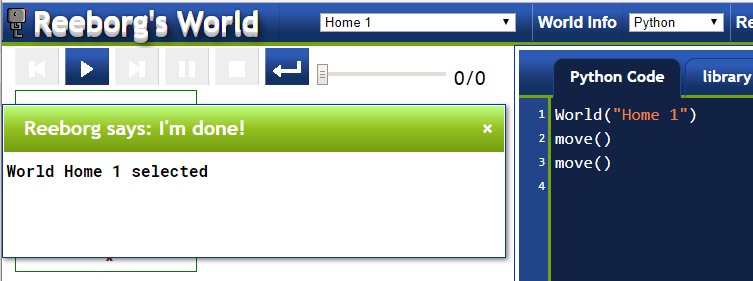 Reeborg's World
Home 1
World Info
Python
Re
0/0
Reeborg says: I'm done!
×
World Home 1 selected
Python Code
library
1 World("Home 1")
2 move()
3 move()
4